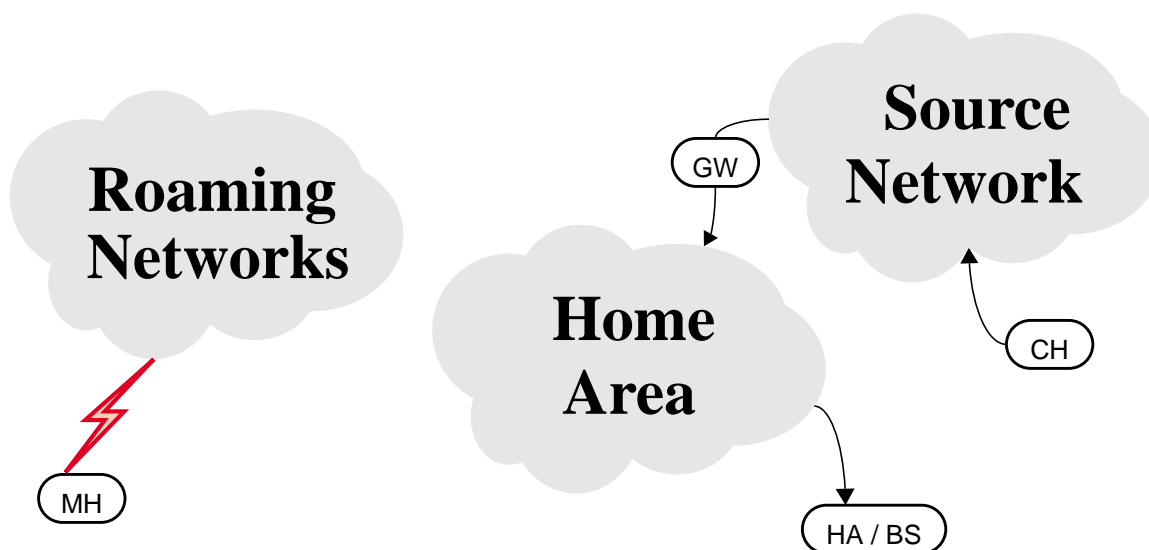 Source
Network
Roaming
Networks
GW
Home
Area
CH
MH
HA / BS